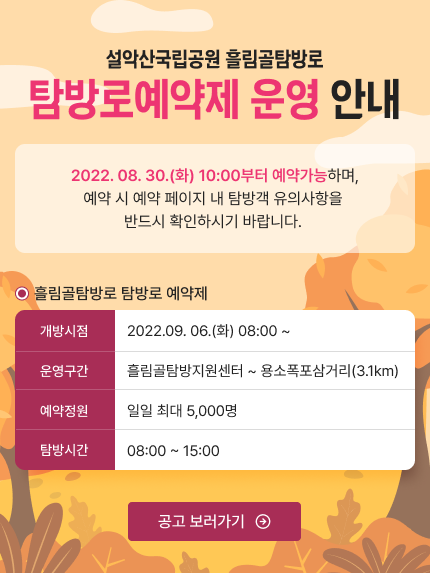 설악산국립공원 흘림골탐방로
탐방로예약제 운영 안내
2022. 08. 30.(화) 10:00부터 예약가능하며,
예약 시 예약 페이지 내 탐방객 유의사항을
반드시 확인하시기 바랍니다.
흘림골탐방로 탐방로 예약제
개방시점 2022.09. 06.(화) 08:00 ~
운영구간 흘림골탐방지원센터 ~ 용소폭포삼거리(3.1km)
예약정원 일일 최대 5,000명
탐방시간 08:00 ~ 15:00
공고 보러가기